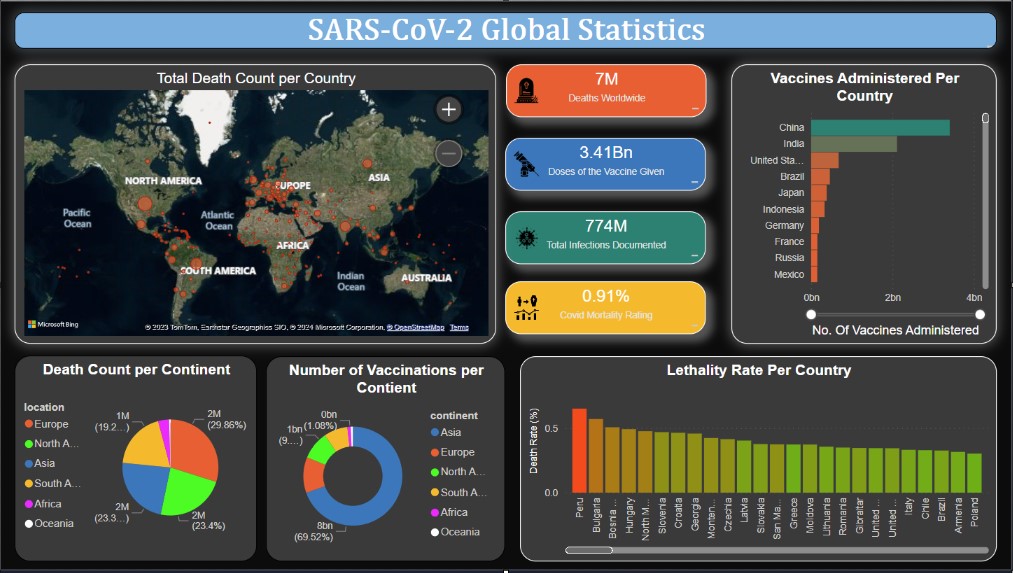 SARS-CoV-2 Global Statistics
Total Death Count per Country
NORTH AMERICA
EUROPE
ASIA
Pacific
Ocean
Atlantic
Ocean
AFRICA
SOUTH AMERICA
Indian
Ocean
AUSTRALIA
Microsoft Bing
© 2023 TomTom, Earthstar Geographics SIO, © 2024 Microsoft Corporation, © OpenStreetMap Terms
7M
Deaths Worldwide
3.41Bn
Doses of the Vaccine Given
774M
Total Infections Documented
0.91%
Covid Mortality Rating
Vaccines Administered Per
Country
China
India
United Sta...
Brazil
Japan
Indonesia
Germany
France
Russia
Mexico
0bn 2bn 4bn
No. Of Vaccines Administered
Death Count per Continent
location
Europe
North A...
Asia
South A...
Africa
Oceania
1M
(19.2...)
2M
(29.86%)
2M
(23.3...)
2M
(23.4%)
Number of Vaccinations per
Contient
0bn
(1.08%)
1bn
(9....)
8bn
(69.52%)
continent
Asia
Europe
North A...
South A...
Africa
Oceania
Lethality Rate Per Country
Death Rate (%)
0.5
0.0
Peru
Bulgaria
Bosnia ...
Hungary
North M...
Slovenia
Croatia
Georgia
Monten...
Czechia
Latvia
Slovakia
San Ma...
Greece
Moldova
Lithuania
Romania
Gibraltar
United ...
United ...
Italy
Chile
Brazil
Armenia
Poland